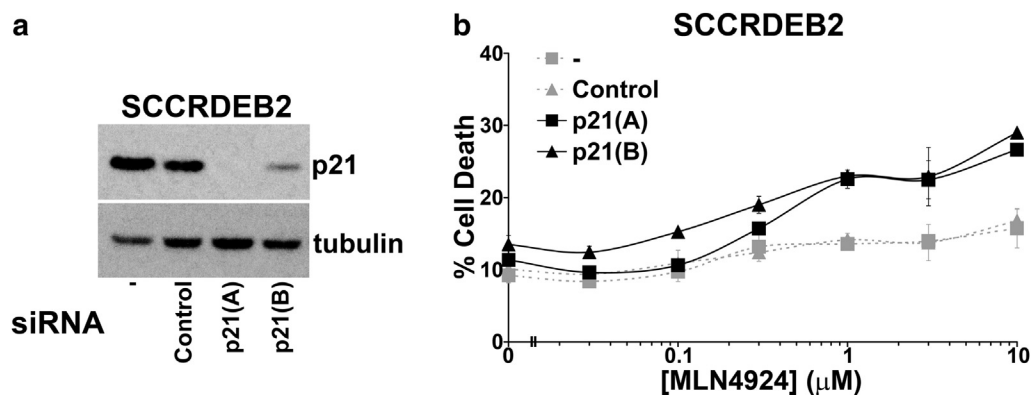 a
SCCRDEB2
p21
tubulin
siRNA
-
Control
p21(A)
p21(B)
b
SCCRDEB2
-
Control
p21(A)
p21(B)
% Cell Death
40
30
20
10
0
0 0.1 1 10
[MLN4924] (μM)